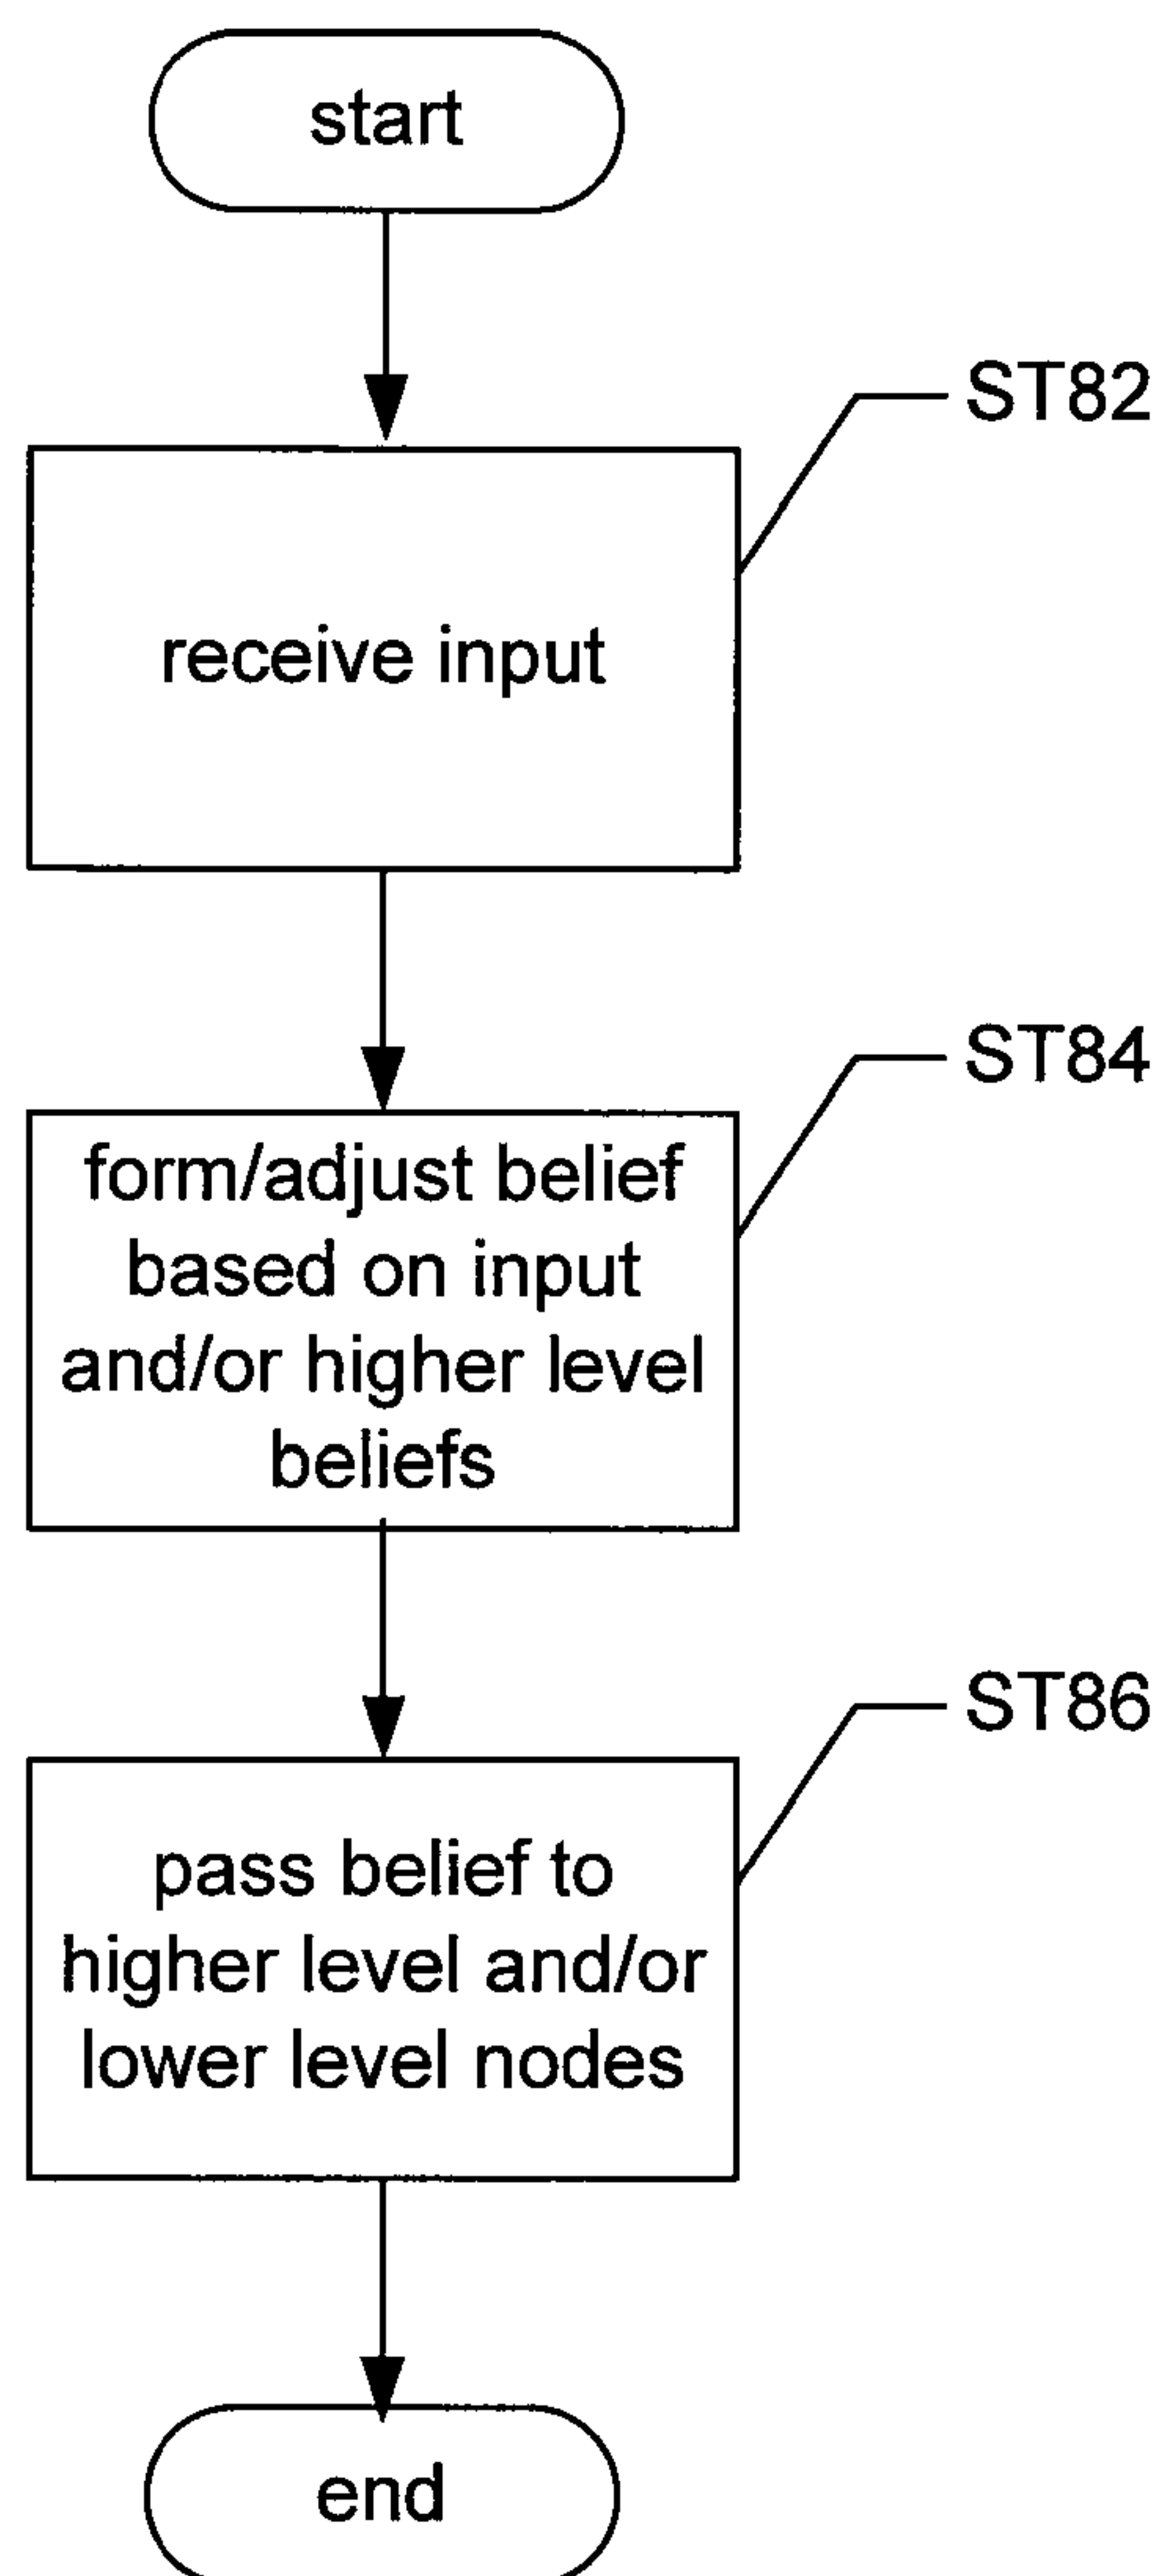 start
ST82
receive input
ST84
form/adjust belief
based on input
and/or higher level
beliefs
ST86
pass belief to
higher level and/or
lower level nodes
end